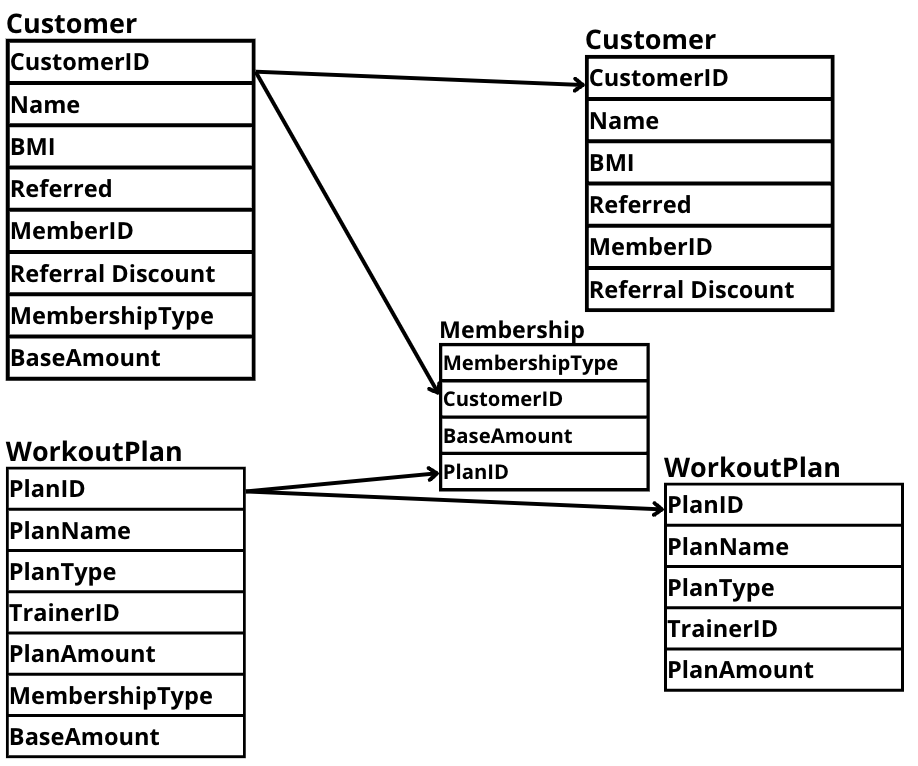 Customer
CustomerID
Name
BMI
Referred
MemberID
Referral Discount
MembershipType
BaseAmount
Customer
CustomerID
Name
BMI
Referred
MemberID
Referral Discount
Membership
MembershipType
CustomerID
BaseAmount
PlanID
WorkoutPlan
PlanID
PlanName
PlanType
TrainerID
PlanAmount
MembershipType
BaseAmount
WorkoutPlan
PlanID
PlanName
PlanType
TrainerID
PlanAmount